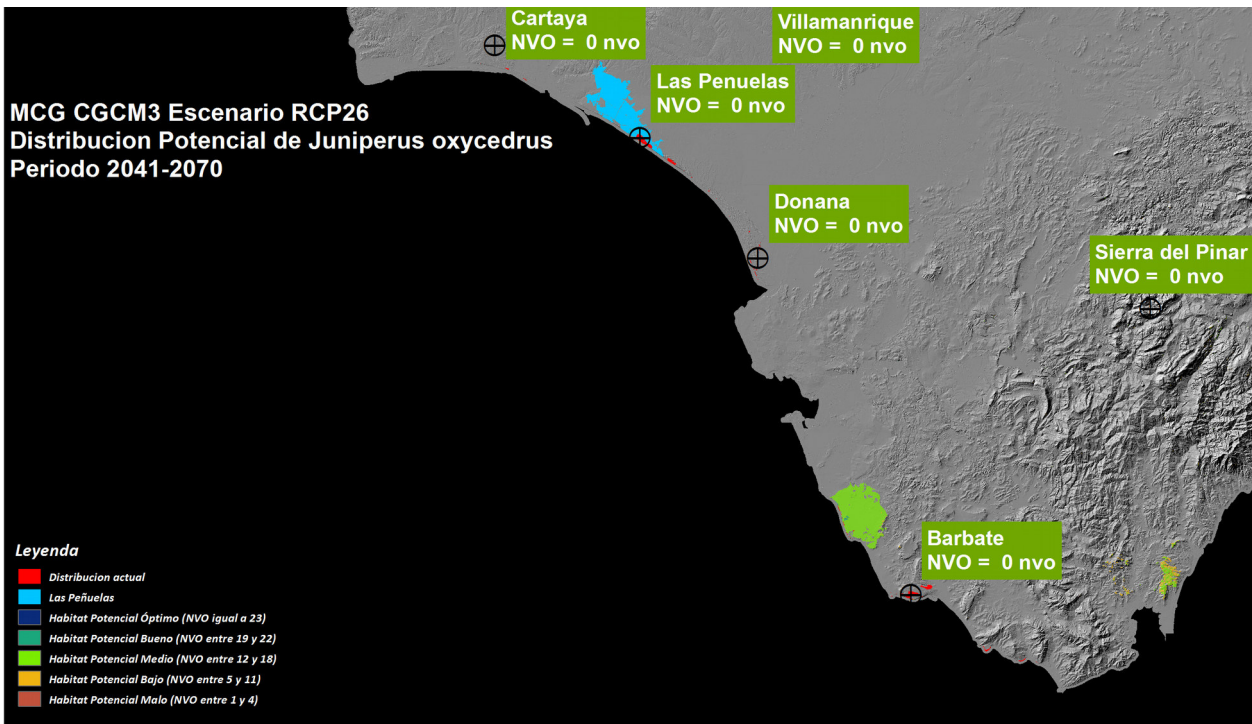 Cartaya
NVO =  0 nvo
Villamanrique
NVO =  0 nvo
Las Penuelas
NVO =  0 nvo
MCG CGCM3 Escenario RCP26
Distribucion Potencial de Juniperus oxycedrus
Periodo 2041-2070
Donana
NVO =  0 nvo
Sierra del Pinar
NVO =  0 nvo
Barbate
NVO =  0 nvo
Leyenda
Distribucion actual
Las Peñuelas
Habitat Potencial Óptimo (NVO igual a 23)
Habitat Potencial Bueno (NVO entre 19 y 22)
Habitat Potencial Medio (NVO entre 12 y 18)
Habitat Potencial Bajo (NVO entre 5 y 11)
Habitat Potencial Malo (NVO entre 1 y 4)